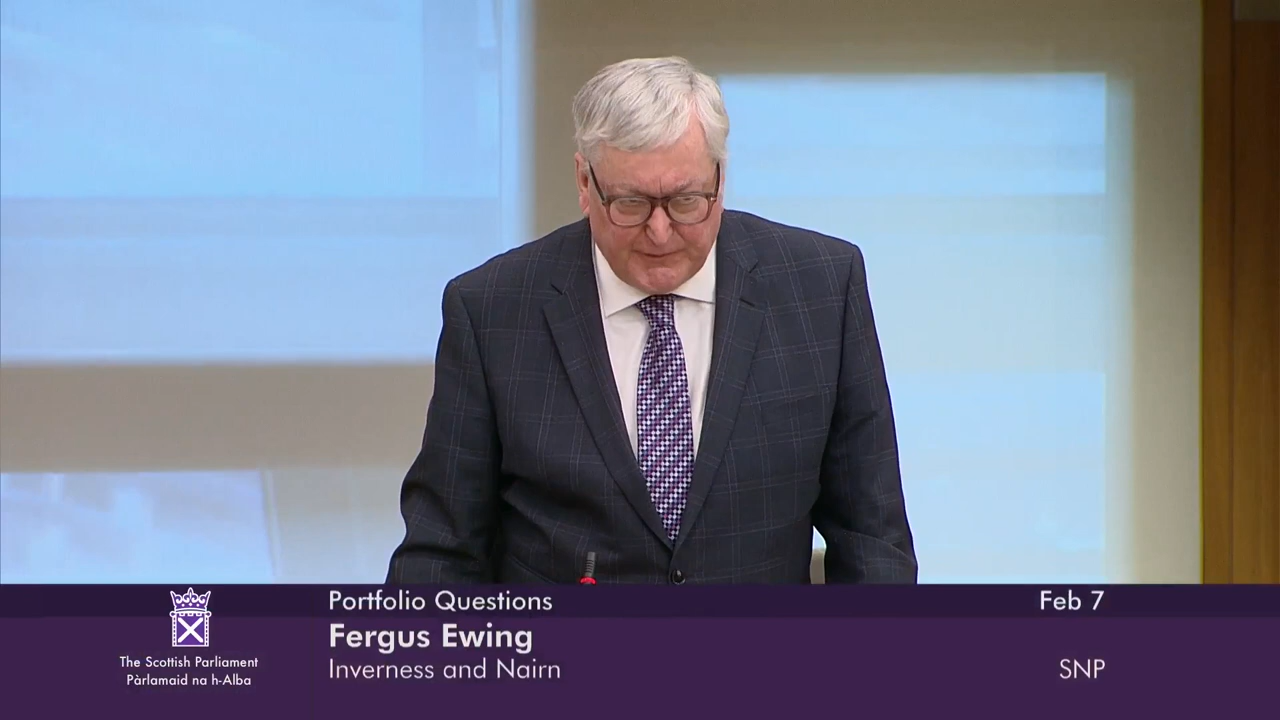 Portfolio Questions
Feb 7
Fergus Ewing
Inverness and Nairn
SNP
The Scottish Parliament
Pàrlamaid na h-Alba